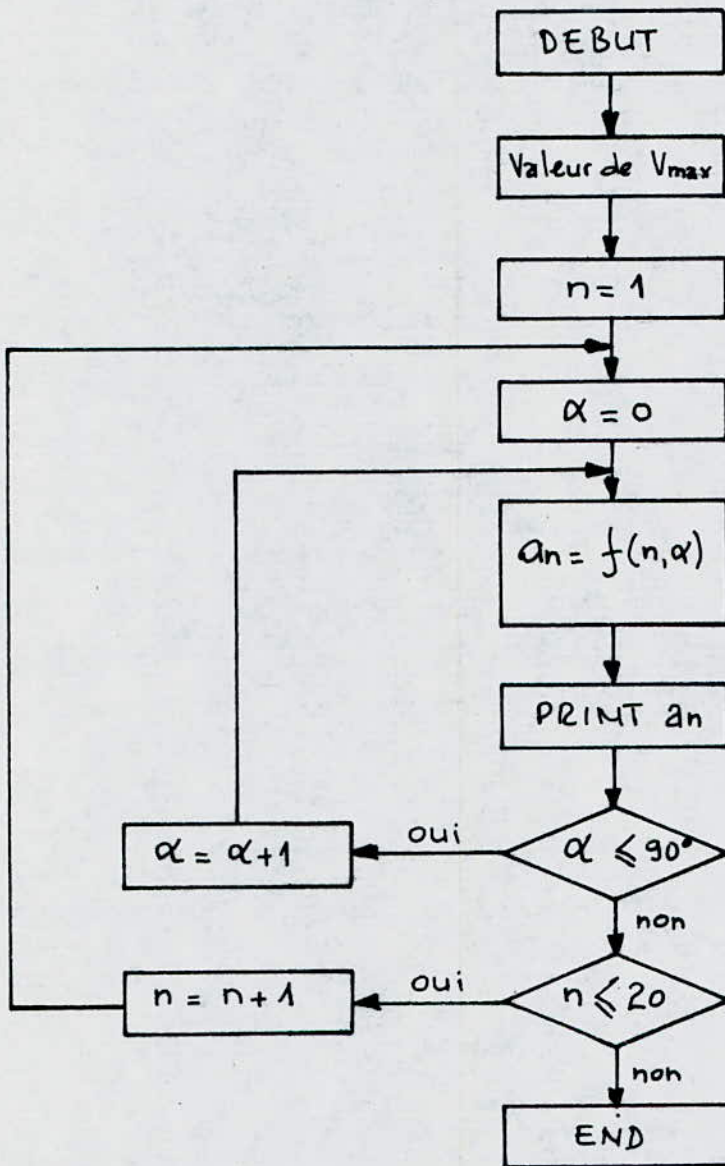 DEBUT
Valeur de Vmax
n = 1
α = 0
an = f(n,α)
PRINT an
α ⩽ 90°
oui
α = α+1
non
n ⩽ 20
oui
n = n+1
non
END